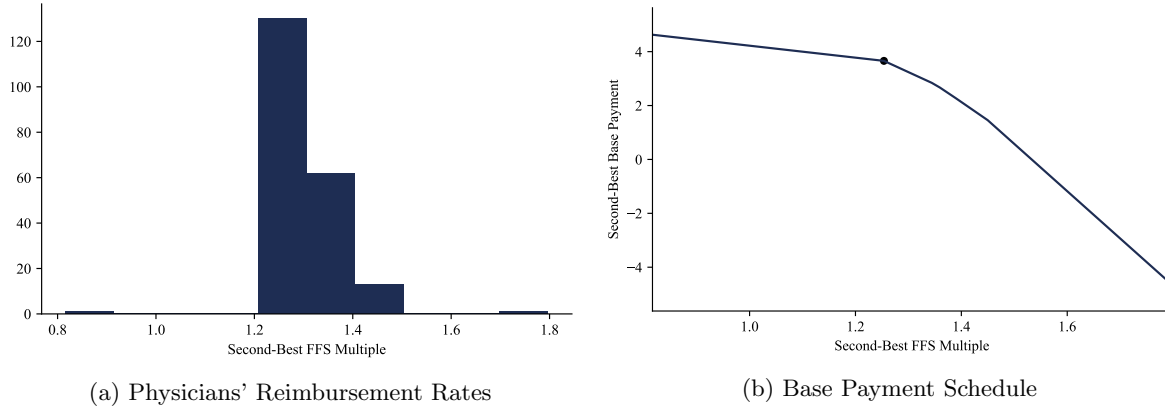 120
100
80
60
40
20
0
0.8 1.0 1.2 1.4 1.6 1.8
Second-Best FFS Multiple
(a) Physicians' Reimbursement Rates
Second-Best Base Payment
4
2
0
−2
−4
1.0 1.2 1.4 1.6
Second-Best FFS Multiple
(b) Base Payment Schedule